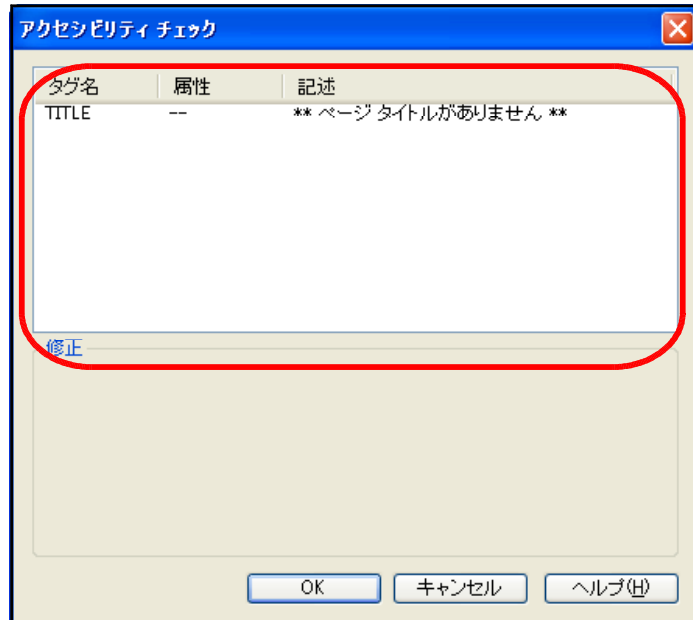 アクセシビリティ チェック
タグ名 属性 記述
TITLE -- ** ページ タイトルがありません **
修正
OK キャンセル ヘルプ(H)